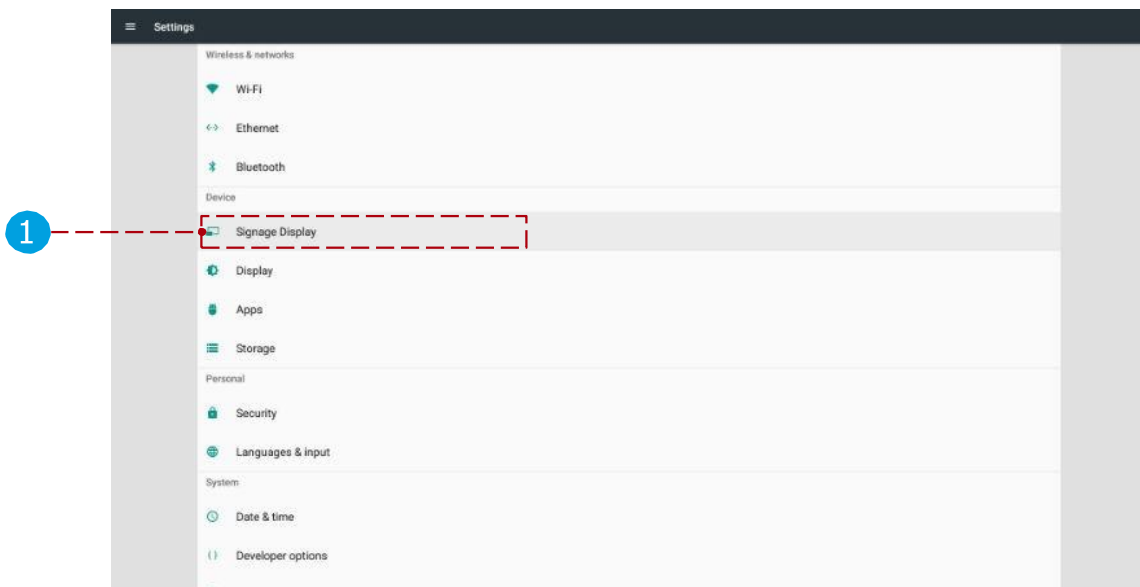 Settings
Wireless & networks
Wi-Fi
Ethernet
Bluetooth
Device
1
Signage Display
Display
Apps
Storage
Personal
Security
Languages & input
System
Date & time
Developer options